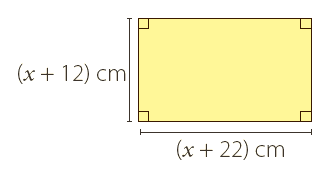 (x + 12) cm
(x + 22) cm